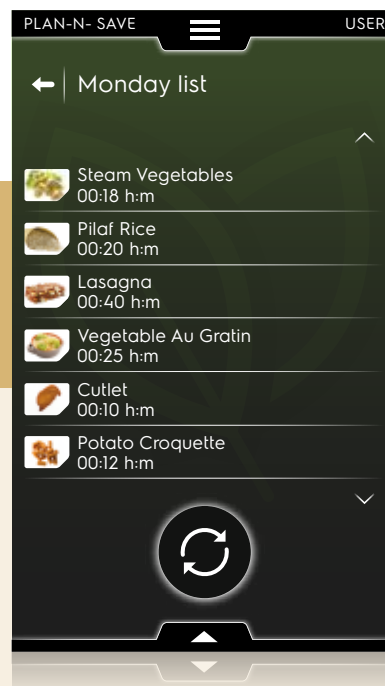 PLAN-N- SAVE
USER
Monday list
Steam Vegetables
00:18 h:m
Pilaf Rice
00:20 h:m
Lasagna
00:40 h:m
Vegetable Au Gratin
00:25 h:m
Cutlet
00:10 h:m
Potato Croquette
00:12 h:m